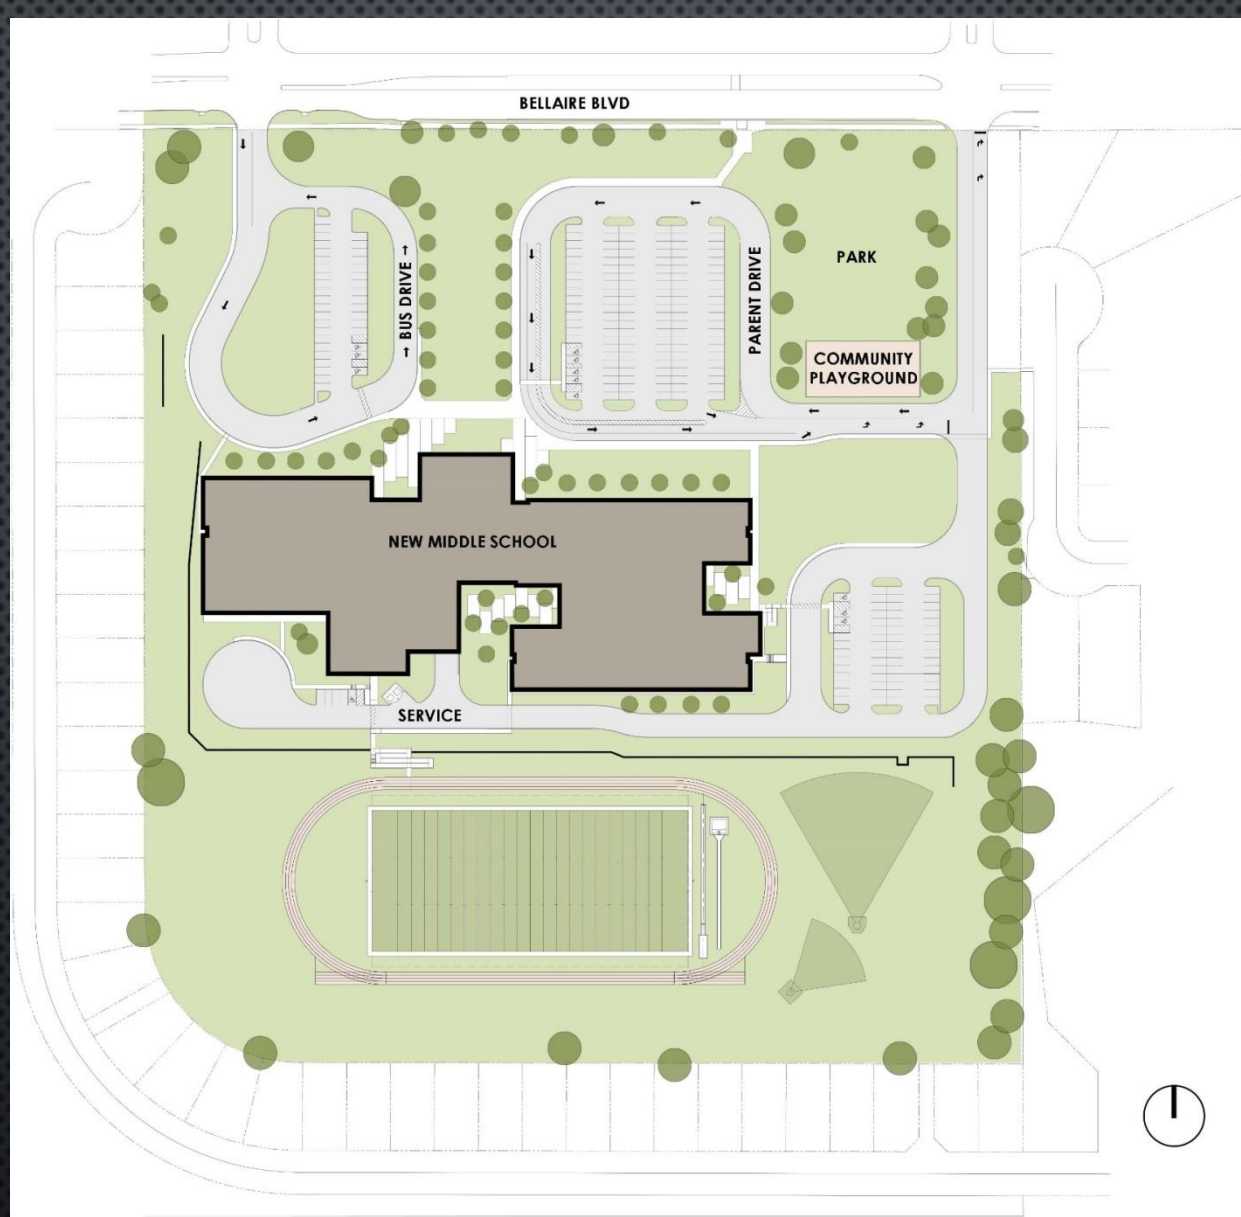 BELLAIRE BLVD
BUS DRIVE
PARENT DRIVE
PARK
COMMUNITY
PLAYGROUND
NEW MIDDLE SCHOOL
SERVICE